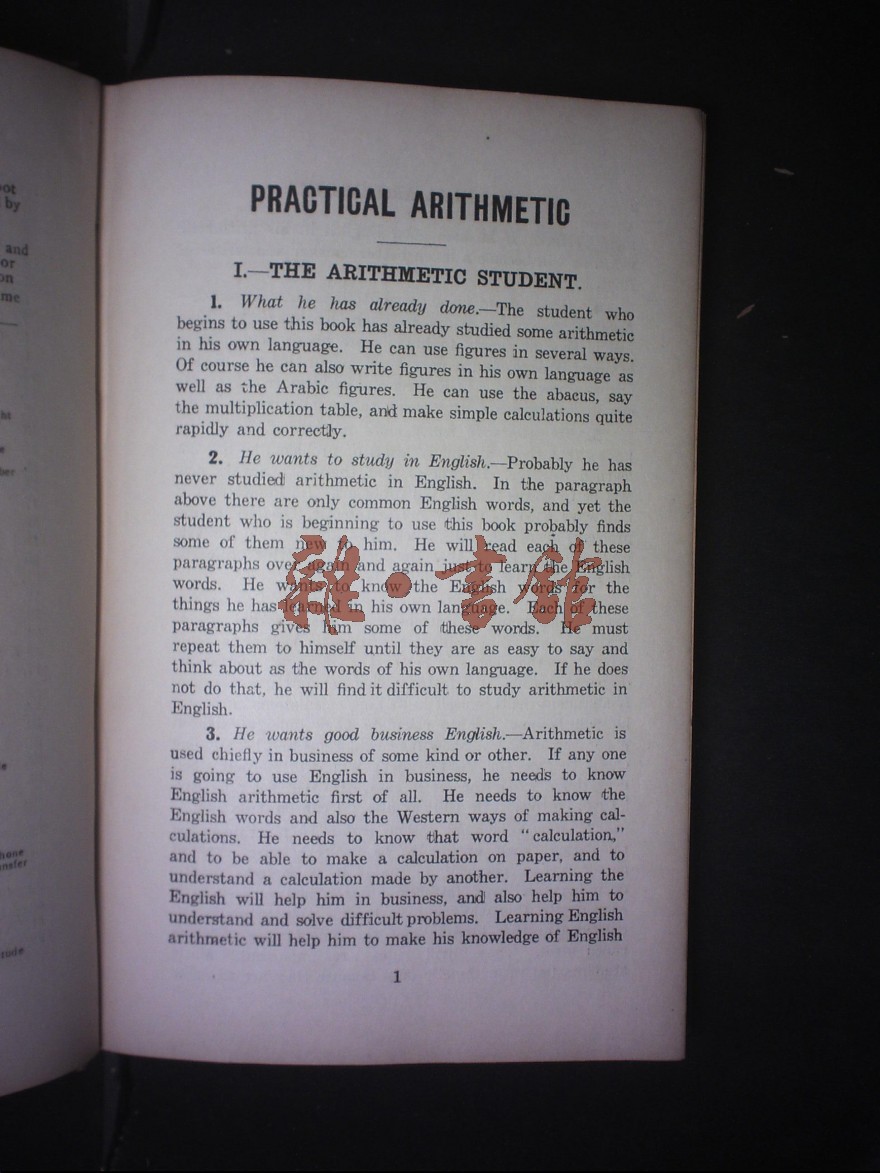 PRACTICAL ARITHMETIC
I.—THE ARITHMETIC STUDENT.
1. What he has already done.—The student who
begins to use this book has already studied some arithmetic
in his own language. He can use figures in several ways.
Of course he can also write figures in his own language as
well as the Arabic figures. He can use the abacus, say
the multiplication table, and make simple calculations quite
rapidly and correctly.
2. He wants to study in English.—Probably he has
never studied arithmetic in English. In the paragraph
above there are only common English words, and yet the
student who is beginning to use this book probably finds
some of them new to him. He will read each of these
paragraphs over again and again just to learn the English
words. He wants to know the English words for the
things he has learned in his own language. Each of these
paragraphs gives him some of these words. He must
repeat them to himself until they are as easy to say and
think about as the words of his own language. If he does
not do that, he will find it difficult to study arithmetic in
English.
3. He wants good business English.—Arithmetic is
used chiefly in business of some kind or other. If any one
is going to use English in business, he needs to know
English arithmetic first of all. He needs to know the
English words and also the Western ways of making cal-
culations. He needs to know that word "calculation,"
and to be able to make a calculation on paper, and to
understand a calculation made by another. Learning the
English will help him in business, and also help him to
understand and solve difficult problems. Learning English
arithmetic will help him to make his knowledge of English
1
雜·書館
by
and
or
me